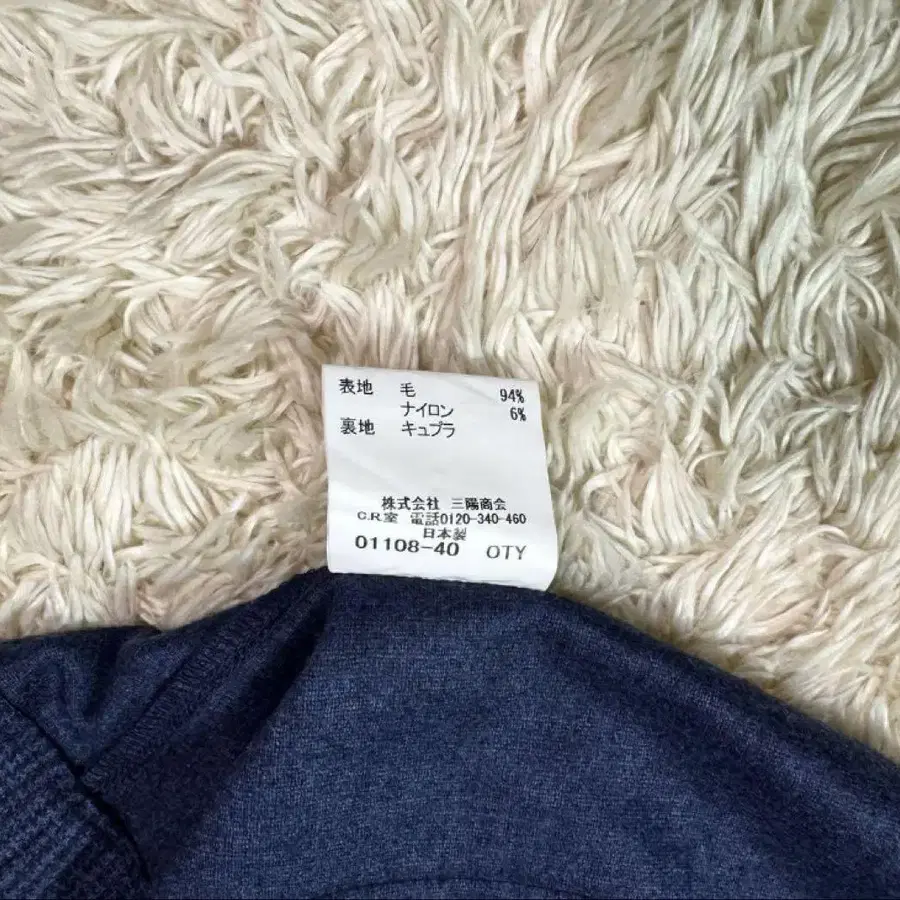 表地 毛 94%
ナイロン 6%
裏地 キュプラ
株式会社 三陽商会
C.R室 電話0120-340-460
日本製
01108-40 OTY